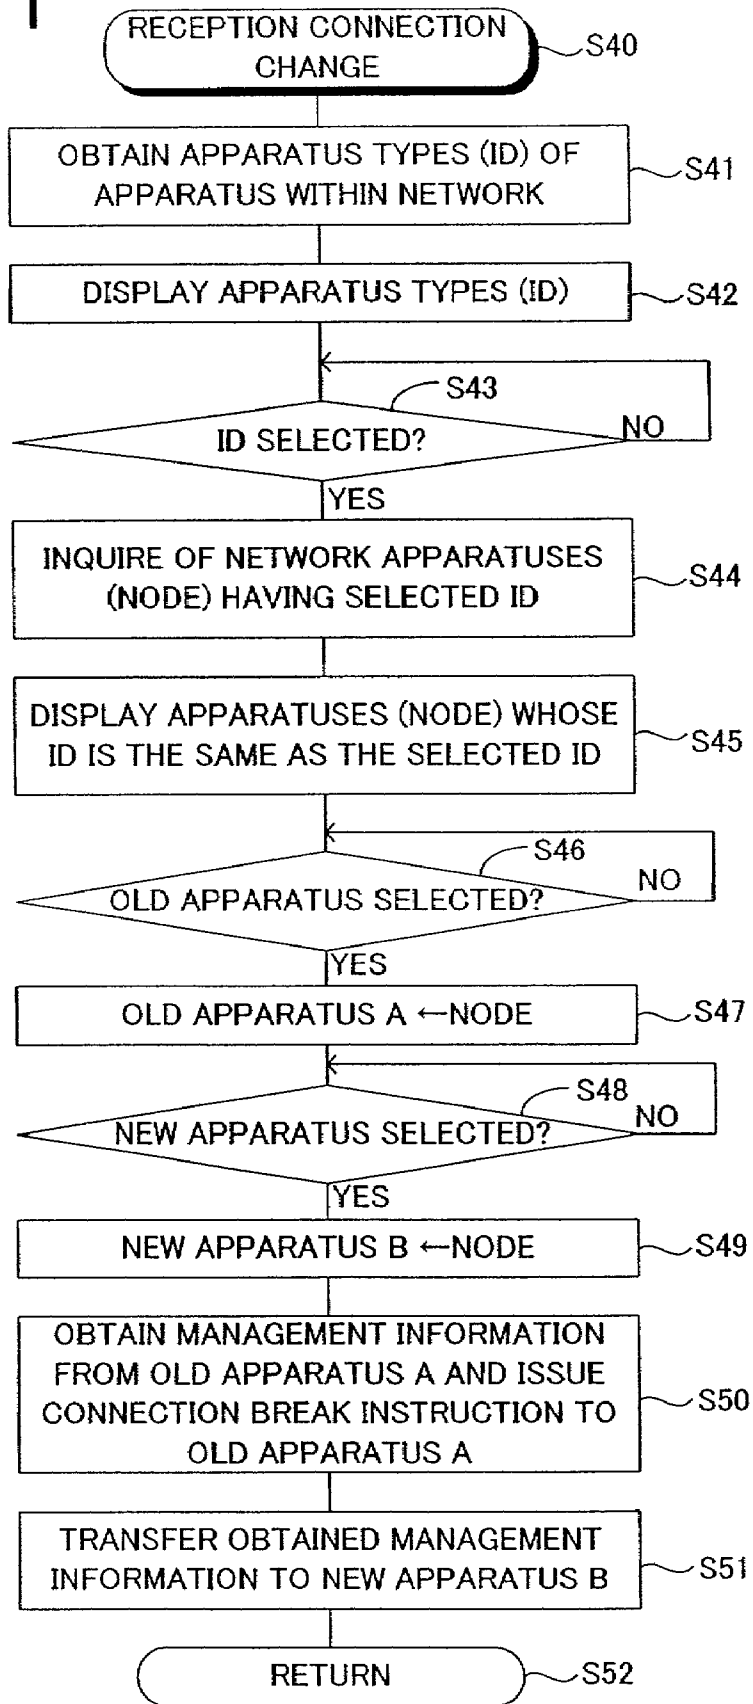 RECEPTION CONNECTION
CHANGE
S40
OBTAIN APPARATUS TYPES (ID) OF
APPARATUS WITHIN NETWORK
S41
DISPLAY APPARATUS TYPES (ID)
S42
S43
ID SELECTED?
NO
YES
INQUIRE OF NETWORK APPARATUSES
(NODE) HAVING SELECTED ID
S44
DISPLAY APPARATUSES (NODE) WHOSE
ID IS THE SAME AS THE SELECTED ID
S45
S46
OLD APPARATUS SELECTED?
NO
YES
OLD APPARATUS A ←NODE
S47
S48
NEW APPARATUS SELECTED?
NO
YES
NEW APPARATUS B ←NODE
S49
OBTAIN MANAGEMENT INFORMATION
FROM OLD APPARATUS A AND ISSUE
CONNECTION BREAK INSTRUCTION TO
OLD APPARATUS A
S50
TRANSFER OBTAINED MANAGEMENT
INFORMATION TO NEW APPARATUS B
S51
RETURN
S52